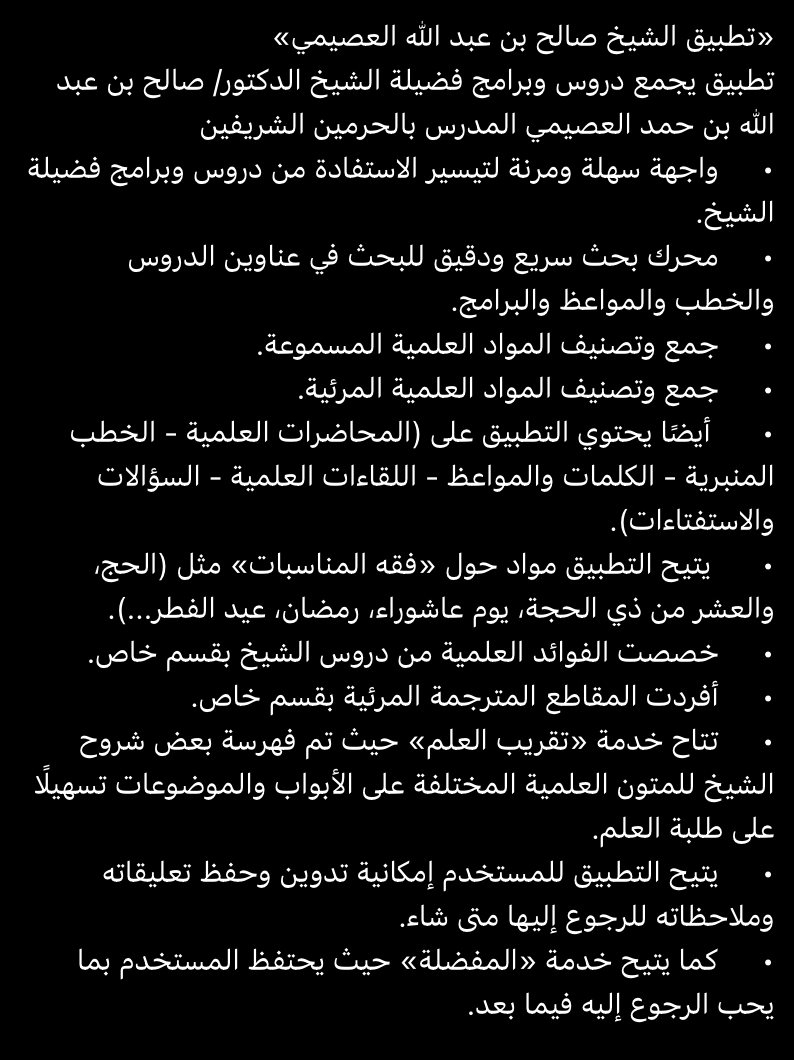 «تطبيق الشيخ صالح بن عبد الله العصيمي»
تطبيق يجمع دروس وبرامج فضيلة الشيخ الدكتور/ صالح بن عبد
الله بن حمد العصيمي المدرس بالحرمين الشريفين
• واجهة سهلة ومرنة لتيسير الاستفادة من دروس وبرامج فضيلة
الشيخ.
• محرك بحث سريع ودقيق للبحث في عناوين الدروس
والخطب والمواعظ والبرامج.
• جمع وتصنيف المواد العلمية المسموعة.
• جمع وتصنيف المواد العلمية المرئية.
• أيضًا يحتوي التطبيق على (المحاضرات العلمية - الخطب
المنبرية - الكلمات والمواعظ - اللقاءات العلمية - السؤالات
والاستفتاءات).
• يتيح التطبيق مواد حول «فقه المناسبات» مثل (الحج،
والعشر من ذي الحجة، يوم عاشوراء، رمضان، عيد الفطر...).
• خصصت الفوائد العلمية من دروس الشيخ بقسم خاص.
• أفردت المقاطع المترجمة المرئية بقسم خاص.
• تتاح خدمة «تقريب العلم» حيث تم فهرسة بعض شروح
الشيخ للمتون العلمية المختلفة على الأبواب والموضوعات تسهيلًا
على طلبة العلم.
• يتيح التطبيق للمستخدم إمكانية تدوين وحفظ تعليقاته
وملاحظاته للرجوع إليها متى شاء.
• كما يتيح خدمة «المفضلة» حيث يحتفظ المستخدم بما
يحب الرجوع إليه فيما بعد.